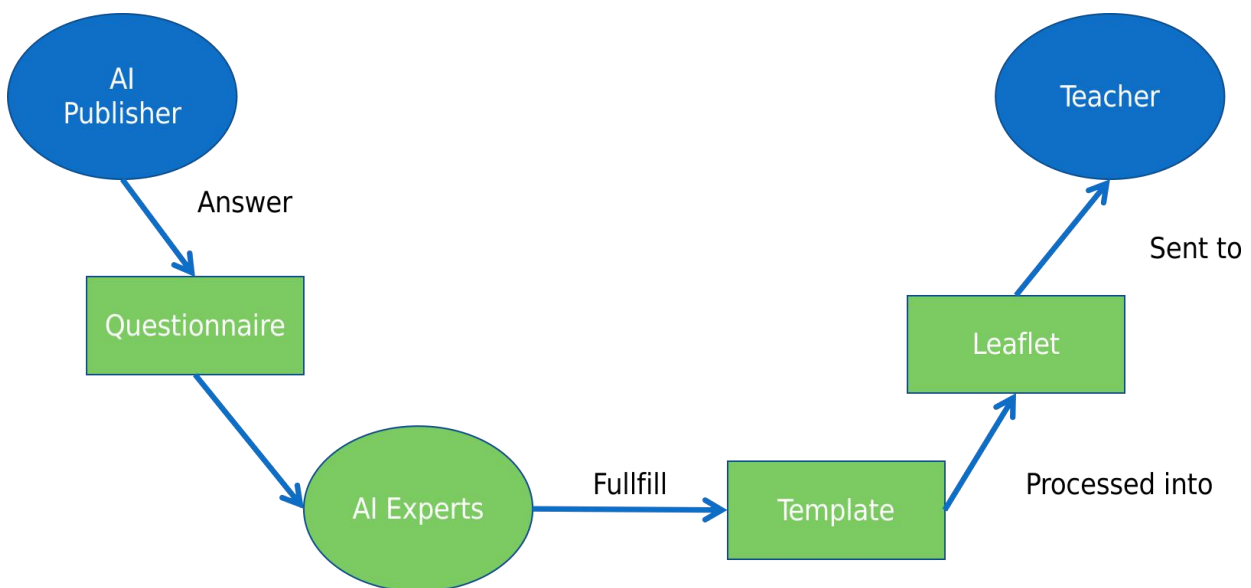 AI
Publisher
Teacher
Answer
Sent to
Questionnaire
Leaflet
Fullfill
Processed into
AI Experts
Template